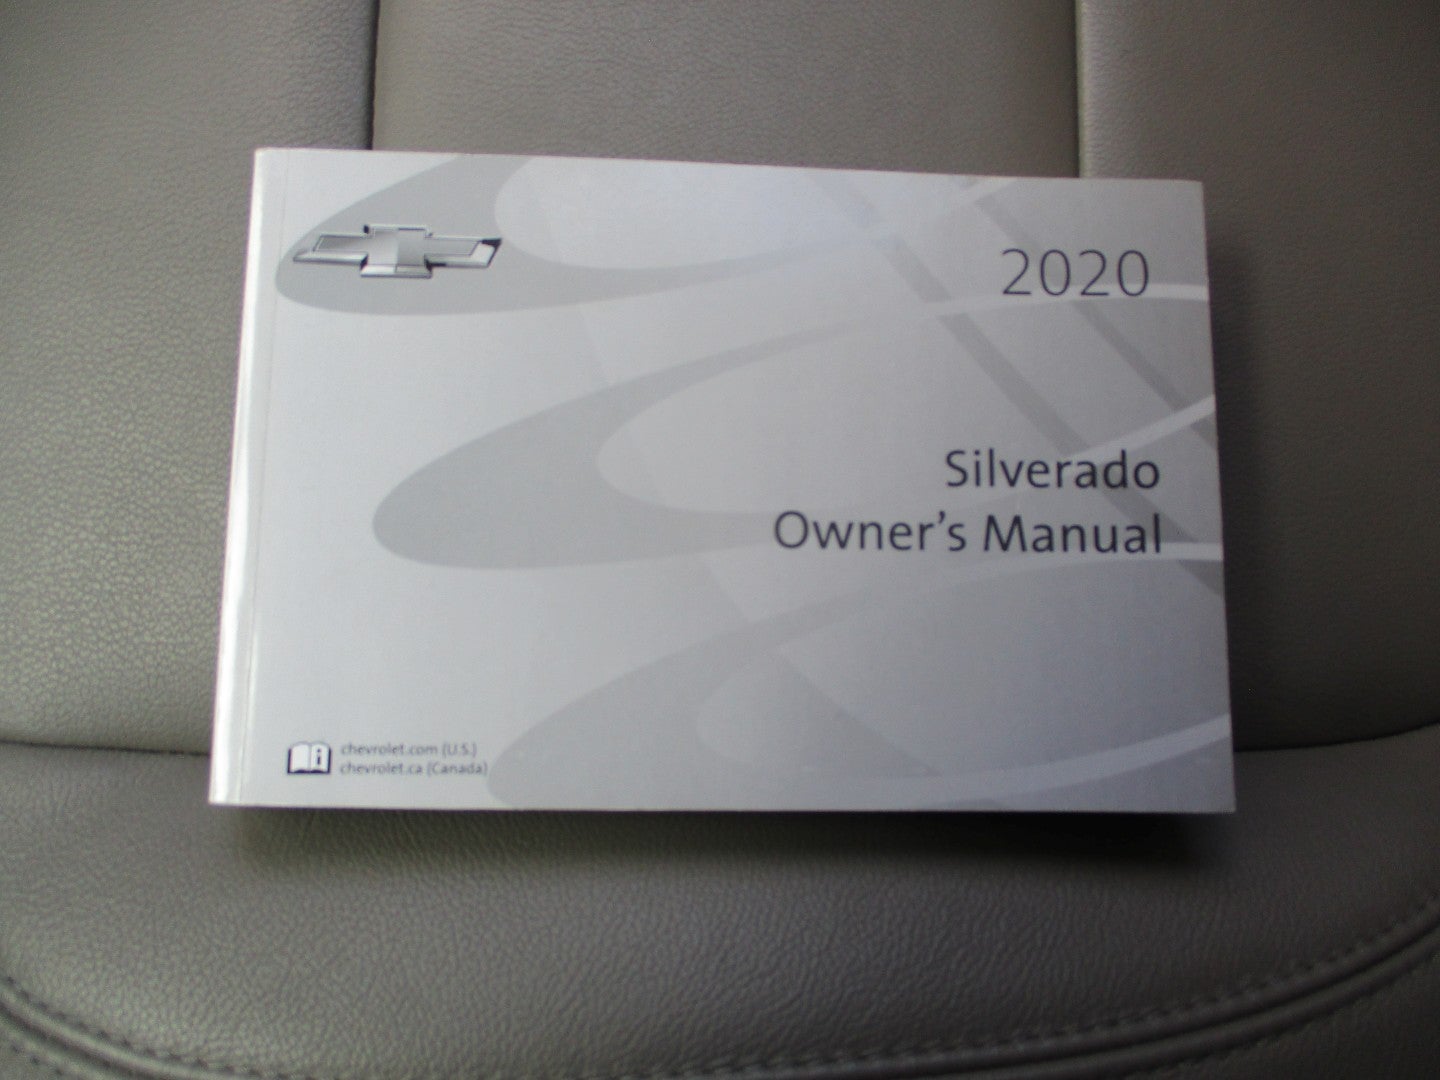 2020
Silverado
Owner's Manual
chevrolet.com (U.S.)
chevrolet.ca (Canada)